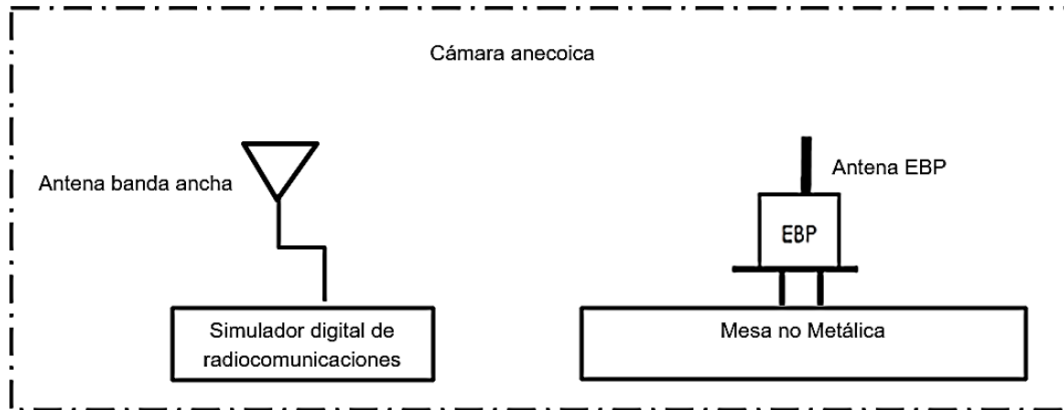 Cámara anecoica
Antena banda ancha
Antena EBP
EBP
Simulador digital de
radiocomunicaciones
Mesa no Metálica